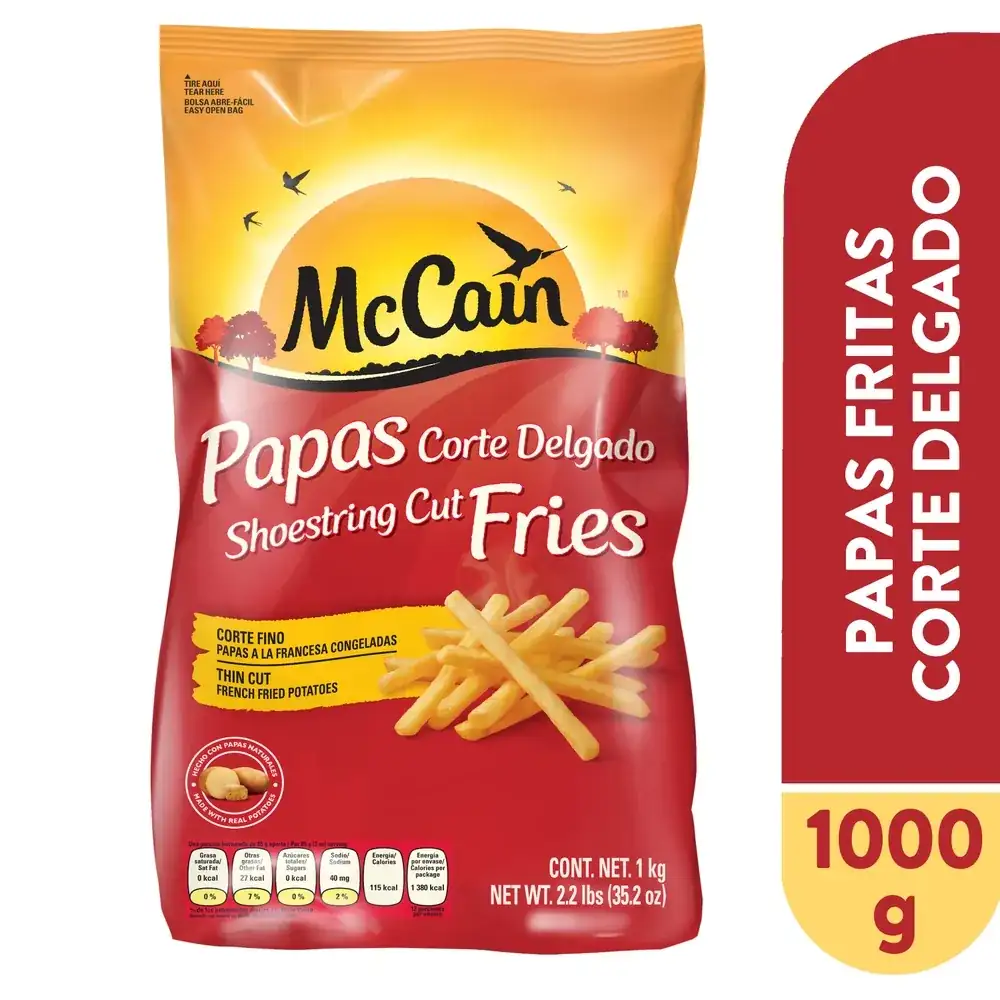 TIRE AQUÍ
TEAR HERE
BOLSA ABRE-FÁCIL
EASY OPEN BAG
McCain
TM
Papas Corte Delgado
Shoestring Cut Fries
CORTE FINO
PAPAS A LA FRANCESA CONGELADAS
THIN CUT
FRENCH FRIED POTATOES
HECHO CON PAPAS NATURALES
MADE WITH REAL POTATOES
Grasa saturada/ Sat Fat
0 kcal
0 %
Otras grasas/ Other Fat
27 kcal
7 %
Azúcares totales/ Sugars
0 kcal
0 %
Sodio/ Sodium
40 mg
2 %
Energía/ Calories
115 kcal
Energía por envase/ Calories per package
1 380 kcal
CONT. NET. 1 kg
NET WT. 2.2 lbs (35.2 oz)
PAPAS FRITAS
CORTE DELGADO
1000
g